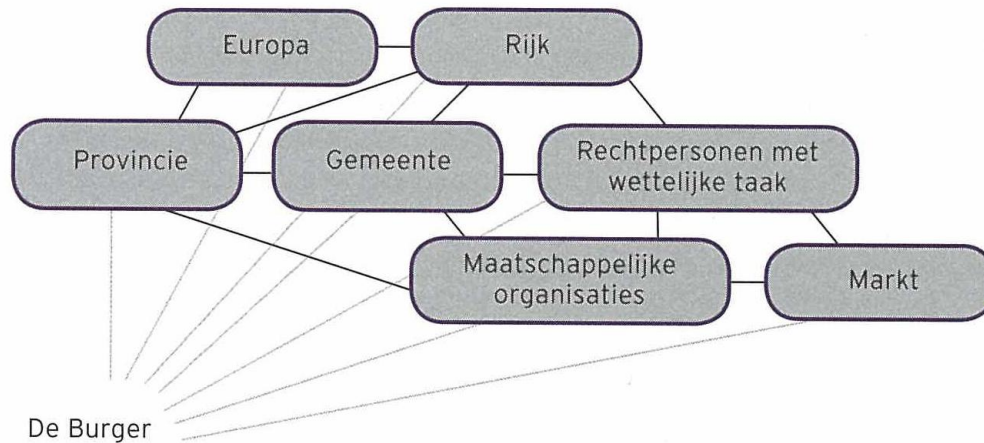 Europa
Rijk
Provincie
Gemeente
Rechtpersonen met
wettelijke taak
Maatschappelijke
organisaties
Markt
De Burger